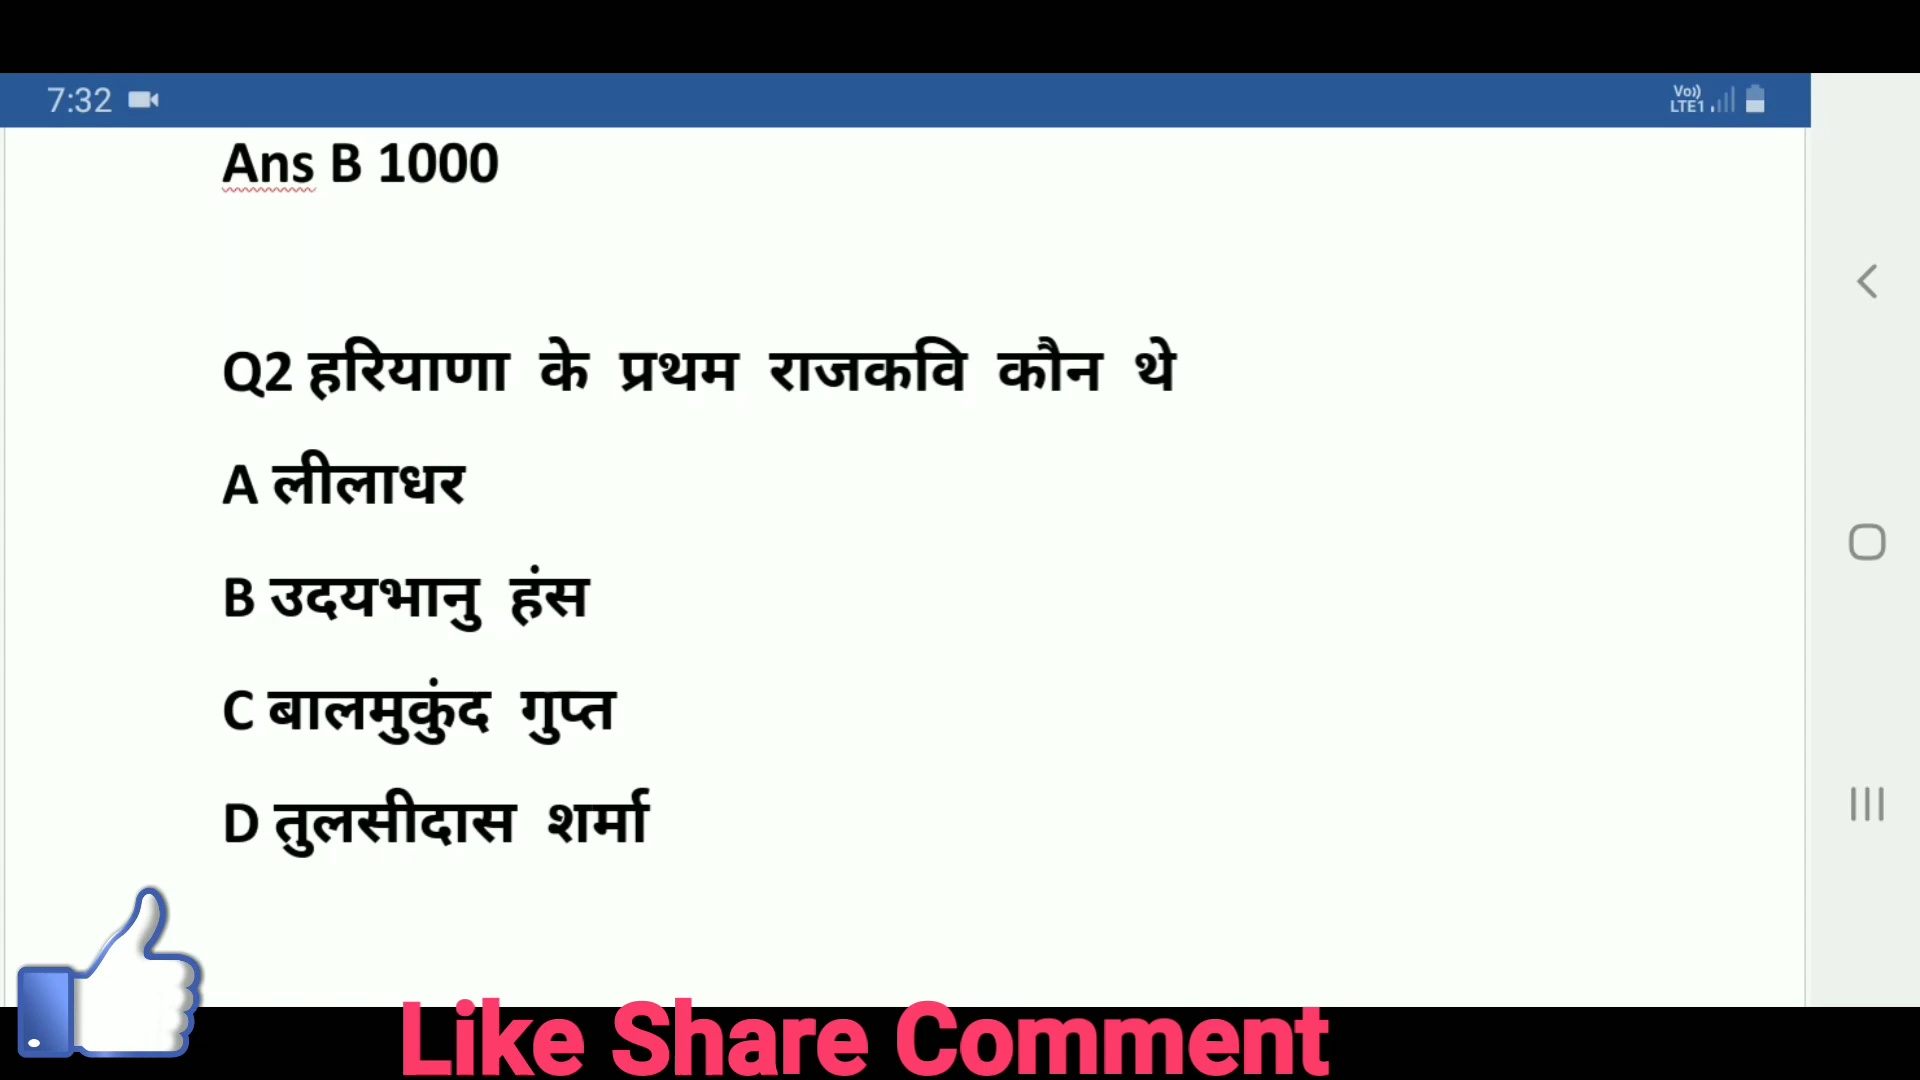 7:32
Vo))
LTE1
Ans B 1000
Q2 हरियाणा के प्रथम राजकवि कौन थे
A लीलाधर
B उदयभानु हंस
C बालमुकुंद गुप्त
D तुलसीदास शर्मा
Like Share Comment